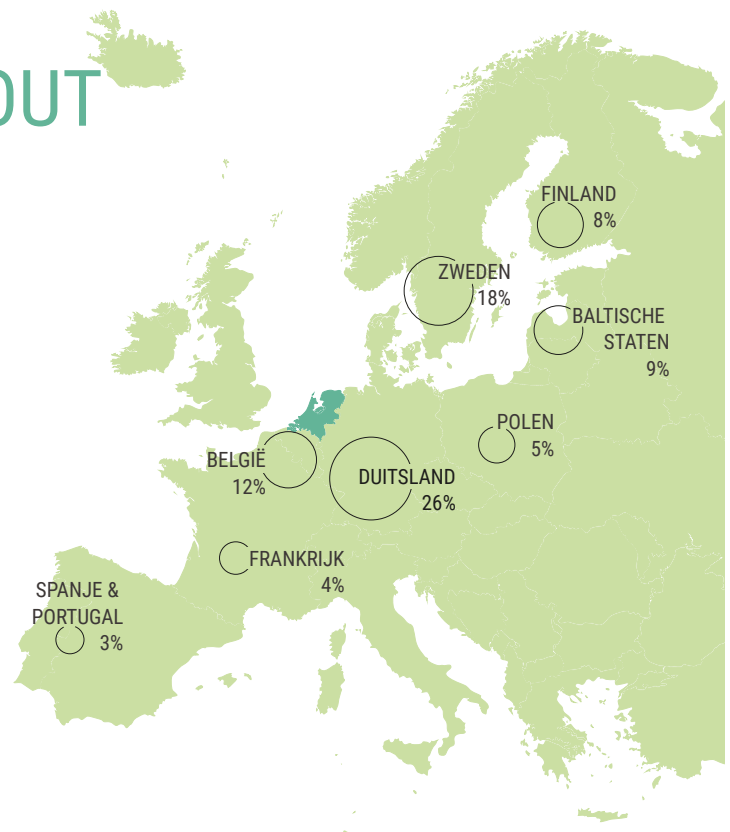 OUT
FINLAND
8%
ZWEDEN
18%
BALTISCHE
STATEN
9%
POLEN
5%
BELGIË
12%
DUITSLAND
26%
FRANKRIJK
4%
SPANJE &
PORTUGAL
3%